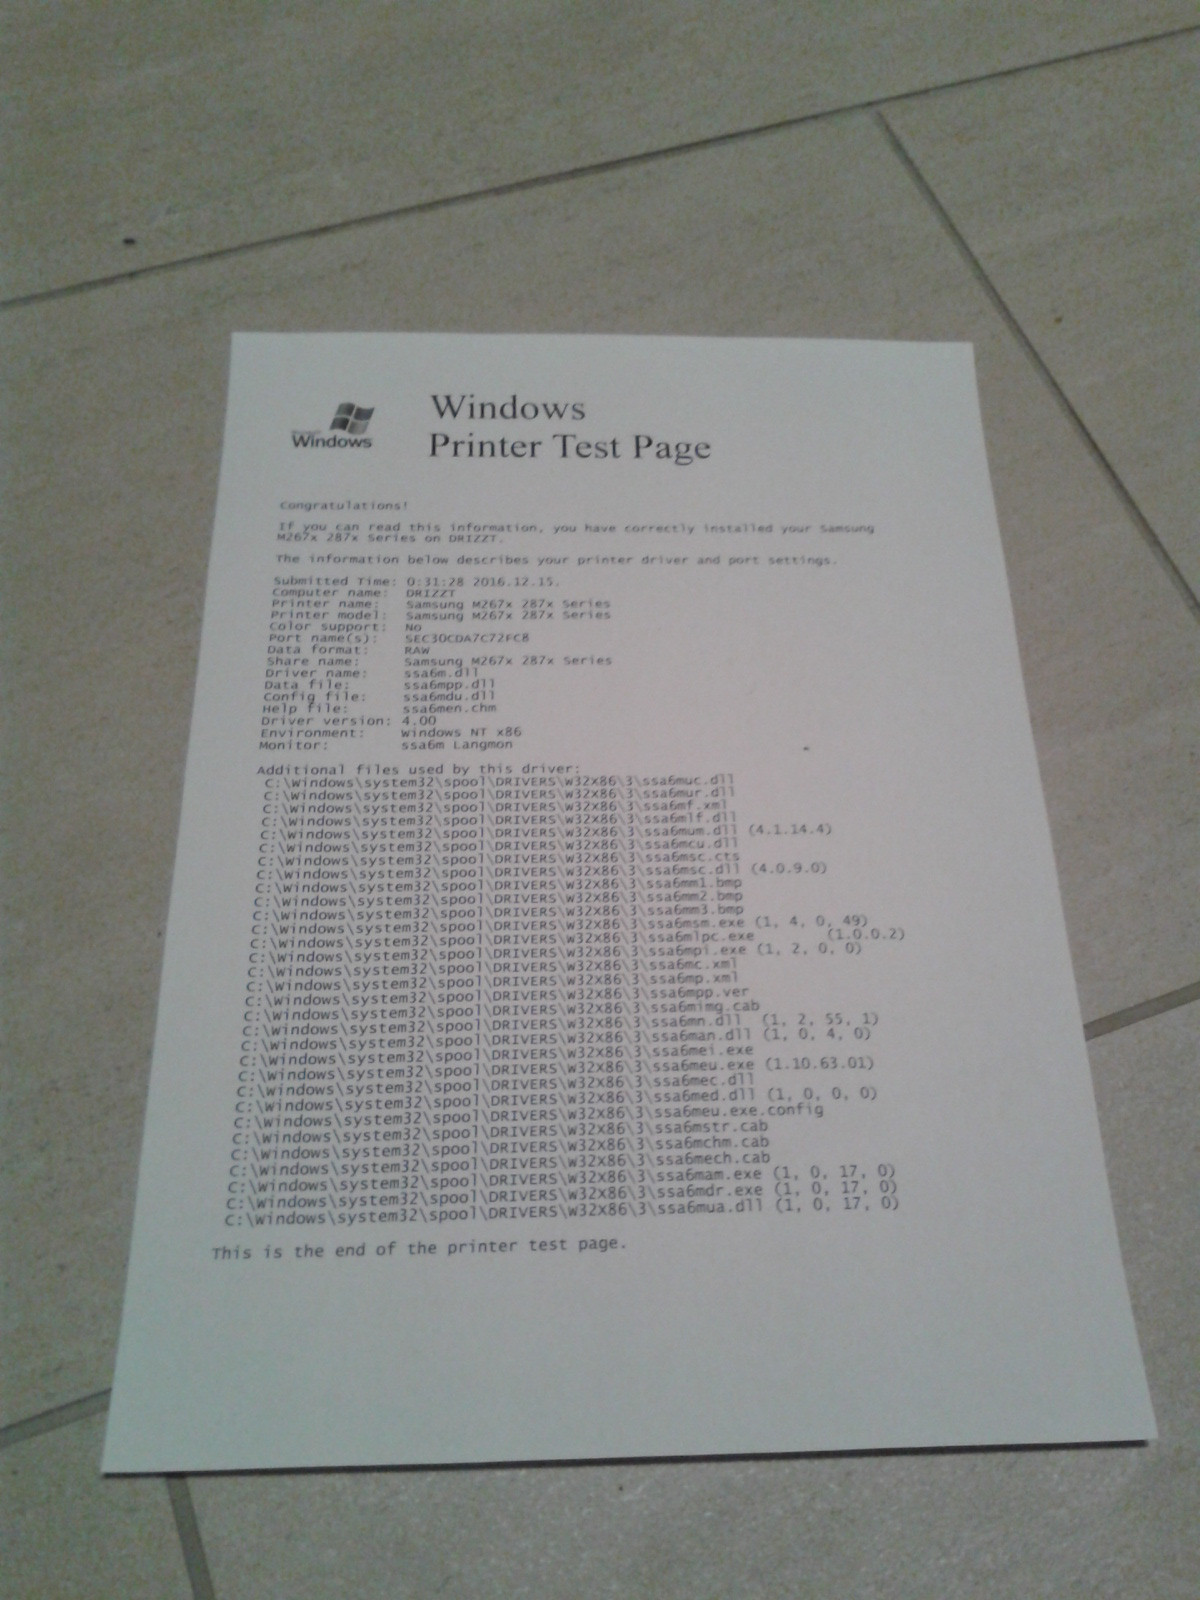 Windows
Windows
Printer Test Page
Congratulations!
If you can read this information, you have correctly installed your Samsung
M267x 287x Series on DRIZZT.
The information below describes your printer driver and port settings.
Submitted Time: 0:31:28 2016.12.15.
Computer name: DRIZZT
Printer name: Samsung M267x 287x Series
Printer model: Samsung M267x 287x Series
Color support: No
Port name(s): SEC30CDA7C72FC8
Data format: RAW
Share name: Samsung M267x 287x Series
Driver name: ssa6m.dll
Data file: ssa6mpp.dll
Config file: ssa6mdu.dll
Help file: ssa6men.chm
Driver version: 4.00
Environment: Windows NT x86
Monitor: ssa6m Langmon
Additional files used by this driver:
C:\Windows\system32\spool\DRIVERS\W32X86\3\ssa6muc.dll
C:\Windows\system32\spool\DRIVERS\W32X86\3\ssa6mur.dll
C:\Windows\system32\spool\DRIVERS\W32X86\3\ssa6mf.xml
C:\Windows\system32\spool\DRIVERS\W32X86\3\ssa6mlf.dll
C:\Windows\system32\spool\DRIVERS\W32X86\3\ssa6mum.dll (4.1.14.4)
C:\Windows\system32\spool\DRIVERS\W32X86\3\ssa6mcu.dll
C:\Windows\system32\spool\DRIVERS\W32X86\3\ssa6msc.cts
C:\Windows\system32\spool\DRIVERS\W32X86\3\ssa6msc.dll (4.0.9.0)
C:\Windows\system32\spool\DRIVERS\W32X86\3\ssa6mm1.bmp
C:\Windows\system32\spool\DRIVERS\W32X86\3\ssa6mm2.bmp
C:\Windows\system32\spool\DRIVERS\W32X86\3\ssa6mm3.bmp
C:\Windows\system32\spool\DRIVERS\W32X86\3\ssa6msm.exe (1, 4, 0, 49)
C:\Windows\system32\spool\DRIVERS\W32X86\3\ssa6mlpc.exe (1.0.0.2)
C:\Windows\system32\spool\DRIVERS\W32X86\3\ssa6mpi.exe (1, 2, 0, 0)
C:\Windows\system32\spool\DRIVERS\W32X86\3\ssa6mc.xml
C:\Windows\system32\spool\DRIVERS\W32X86\3\ssa6mp.xml
C:\Windows\system32\spool\DRIVERS\W32X86\3\ssa6mpp.ver
C:\Windows\system32\spool\DRIVERS\W32X86\3\ssa6mimg.cab
C:\Windows\system32\spool\DRIVERS\W32X86\3\ssa6mn.dll (1, 2, 55, 1)
C:\Windows\system32\spool\DRIVERS\W32X86\3\ssa6man.dll (1, 0, 4, 0)
C:\Windows\system32\spool\DRIVERS\W32X86\3\ssa6mei.exe
C:\Windows\system32\spool\DRIVERS\W32X86\3\ssa6meu.exe (1.10.63.01)
C:\Windows\system32\spool\DRIVERS\W32X86\3\ssa6mec.dll
C:\Windows\system32\spool\DRIVERS\W32X86\3\ssa6med.dll (1, 0, 0, 0)
C:\Windows\system32\spool\DRIVERS\W32X86\3\ssa6meu.exe.config
C:\Windows\system32\spool\DRIVERS\W32X86\3\ssa6mstr.cab
C:\Windows\system32\spool\DRIVERS\W32X86\3\ssa6mchm.cab
C:\Windows\system32\spool\DRIVERS\W32X86\3\ssa6mech.cab
C:\Windows\system32\spool\DRIVERS\W32X86\3\ssa6mam.exe (1, 0, 17, 0)
C:\Windows\system32\spool\DRIVERS\W32X86\3\ssa6mdr.exe (1, 0, 17, 0)
C:\Windows\system32\spool\DRIVERS\W32X86\3\ssa6mua.dll (1, 0, 17, 0)
This is the end of the printer test page.